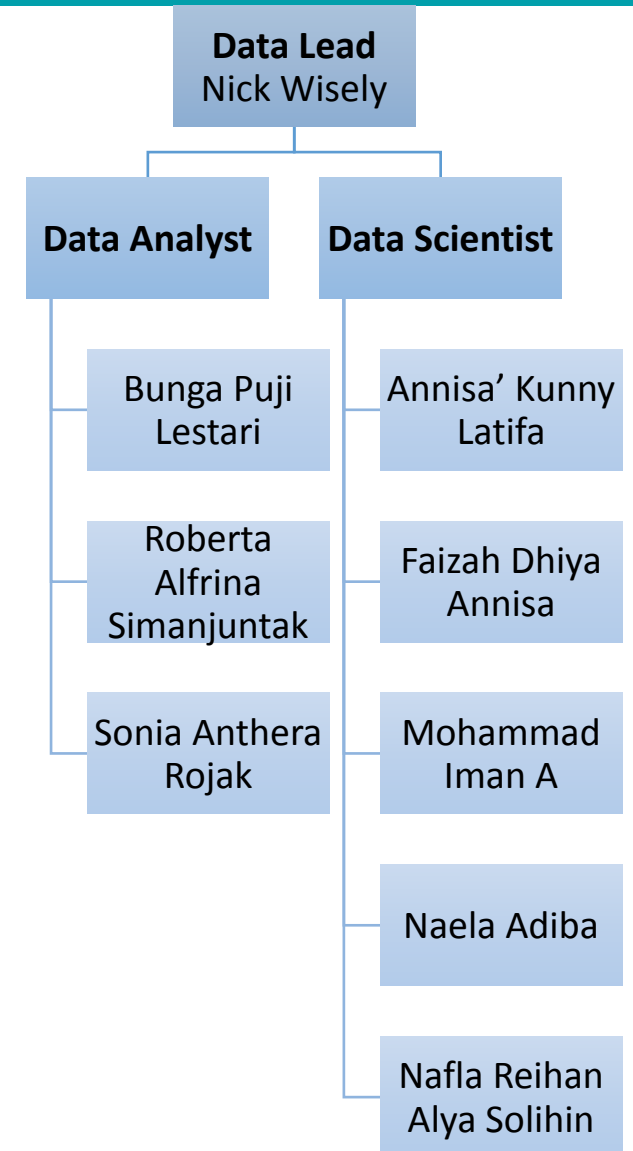 Data Lead
Nick Wisely
Data Analyst
Bunga Puji
Lestari
Roberta
Alfrina
Simanjuntak
Sonia Anthera
Rojak
Data Scientist
Annisa’ Kunny
Latifa
Faizah Dhiya
Annisa
Mohammad
Iman A
Naela Adiba
Nafla Reihan
Alya Solihin